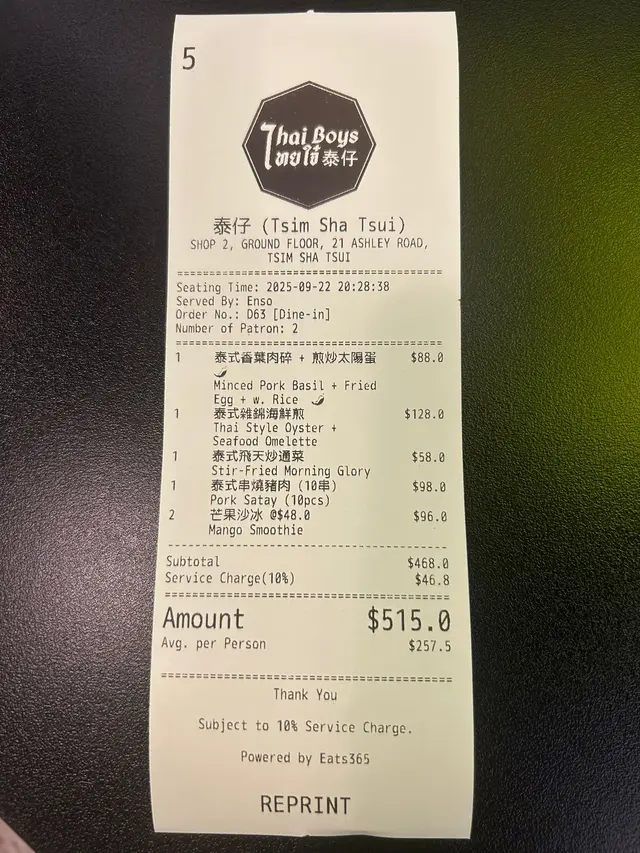 5
Thai Boys
ไทยใจ๋ 泰仔
泰仔 (Tsim Sha Tsui)
SHOP 2, GROUND FLOOR, 21 ASHLEY ROAD,
TSIM SHA TSUI
Seating Time: 2025-09-22 20:28:38
Served By: Enso
Order No.: D63 [Dine-in]
Number of Patron: 2
1 泰式香葉肉碎 + 煎炒太陽蛋 $88.0
Minced Pork Basil + Fried
Egg + w. Rice
1 泰式雜錦海鮮煎 $128.0
Thai Style Oyster +
Seafood Omelette
1 泰式飛天炒通菜 $58.0
Stir-Fried Morning Glory
1 泰式串燒豬肉 (10串) $98.0
Pork Satay (10pcs)
2 芒果沙冰 @$48.0 $96.0
Mango Smoothie
Subtotal $468.0
Service Charge(10%) $46.8
Amount $515.0
Avg. per Person $257.5
Thank You
Subject to 10% Service Charge.
Powered by Eats365
REPRINT